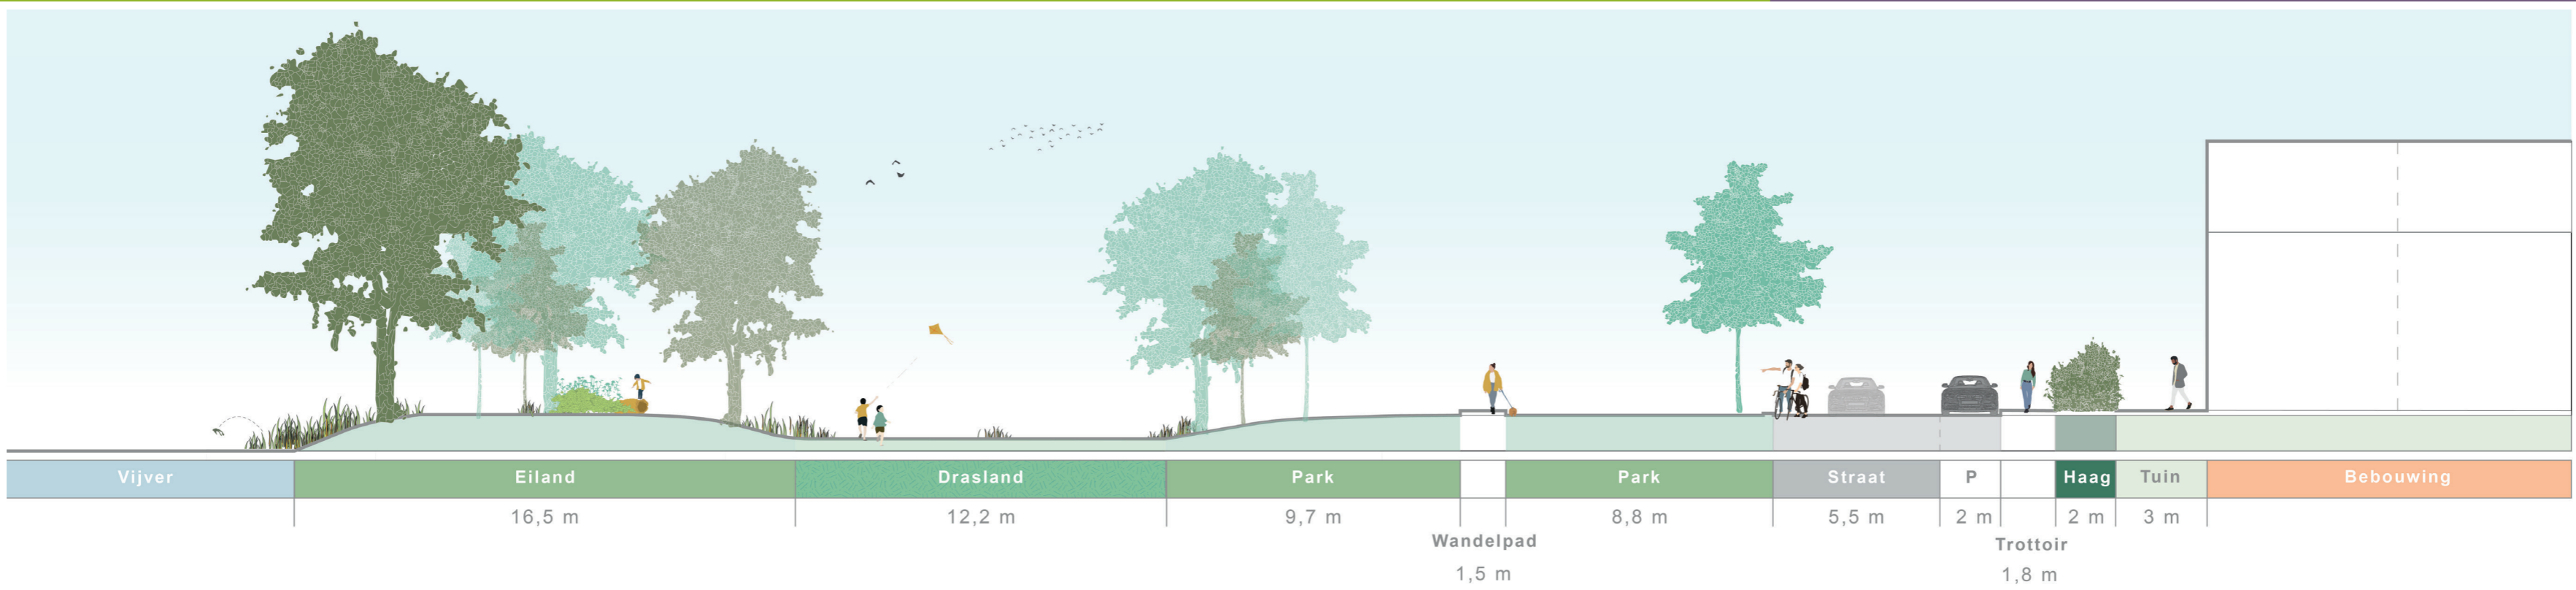 Vijver Eiland Drasland Park Park Straat P Haag Tuin Bebouwing
16,5 m 12,2 m 9,7 m 8,8 m 5,5 m 2 m 2 m 3 m
Wandelpad Trottoir
1,5 m 1,8 m